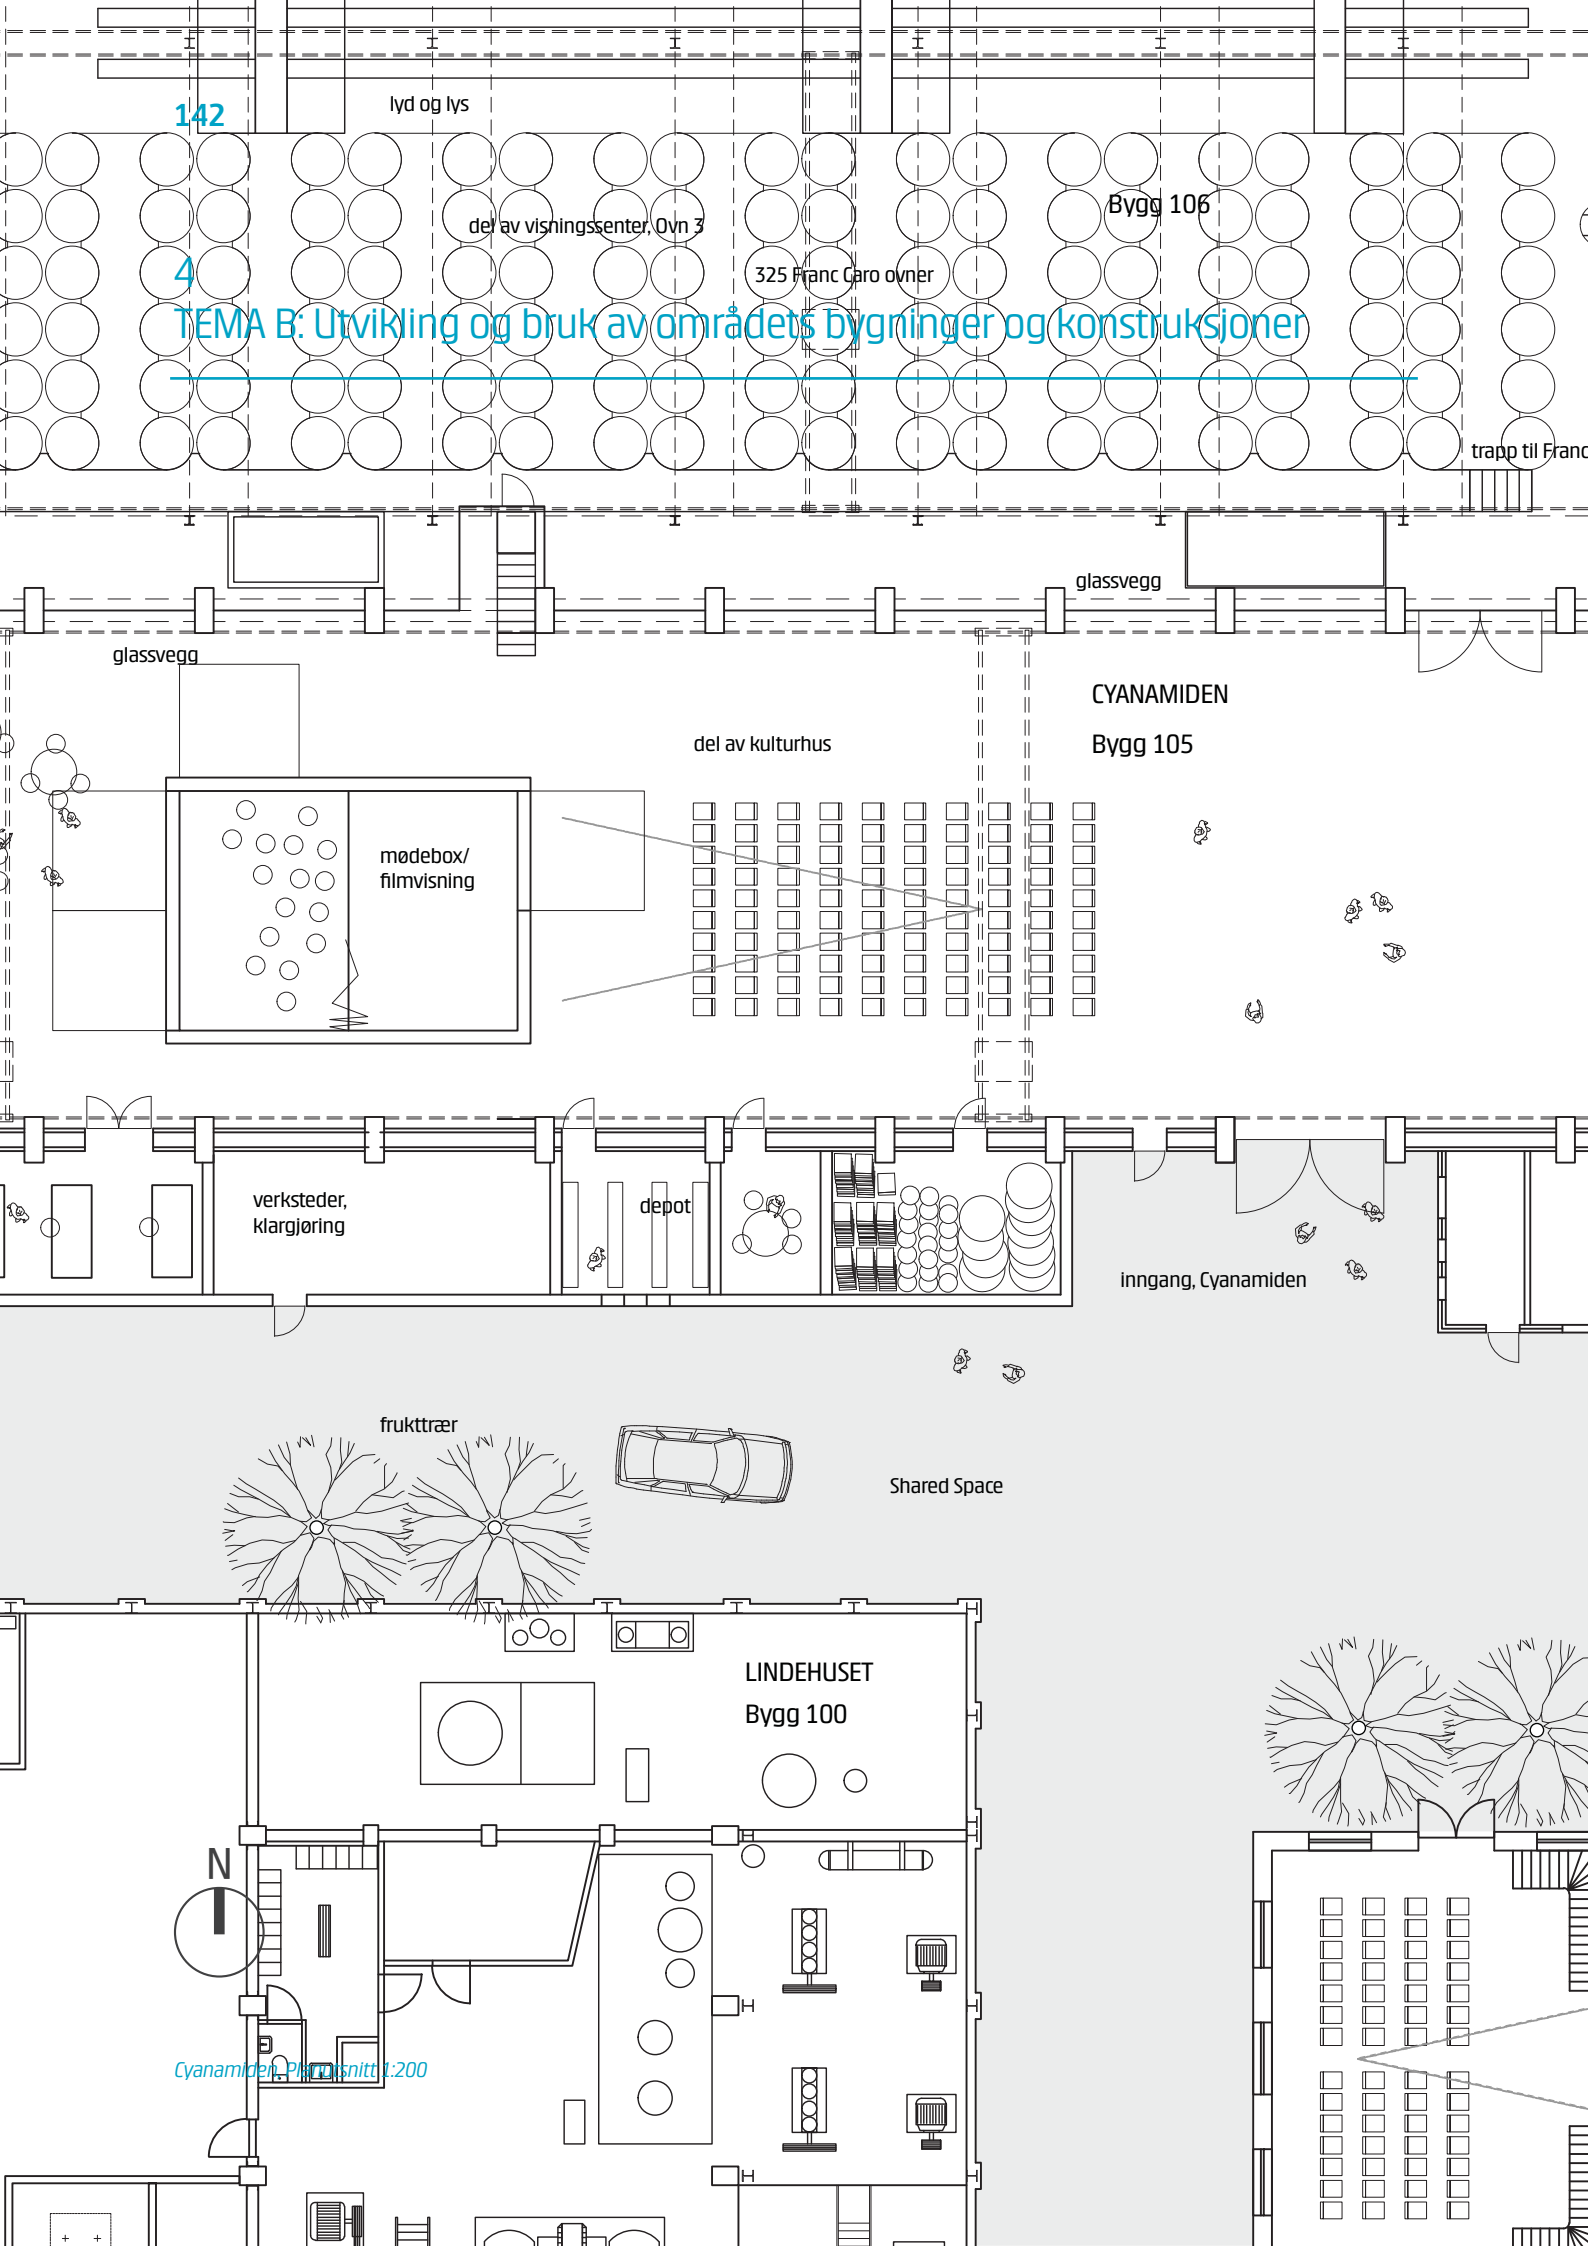 lyd og lys
142
Bygg 106
del av visningssenter, Ovn 3
4
325 Franc Caro ovner
TEMA B: Utvikling og bruk av områdets bygninger og konstruksjoner
trapp til Franc
glassvegg
glassvegg
CYANAMIDEN
del av kulturhus
Bygg 105
mødebox/
filmvisning
verksteder,
klargjøring
depot
inngang, Cyanamiden
frukttrær
Shared Space
LINDEHUSET
Bygg 100
N
Cyanamiden, Planutsnitt 1:200